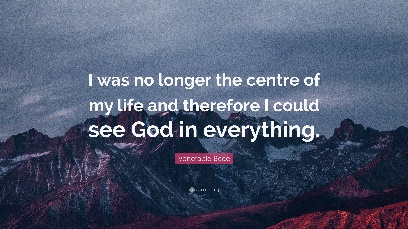 I was no longer the centre of
my life and therefore I could
see God in everything.
Venerable Bede